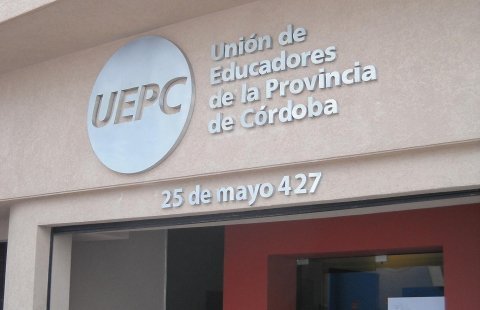 UEPC
Unión de
Educadores
de la Provincia
de Córdoba
25 de mayo 427